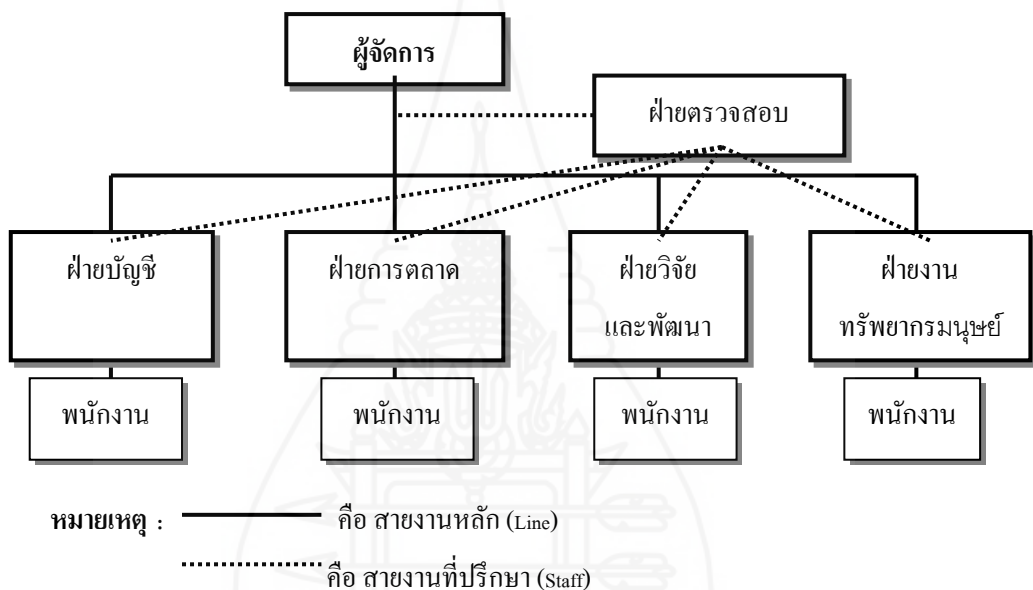 ผู้จัดการ
ฝ่ายตรวจสอบ
ฝ่ายบัญชี
ฝ่ายการตลาด
ฝ่ายวิจัย
และพัฒนา
ฝ่ายงาน
ทรัพยากรมนุษย์
พนักงาน
พนักงาน
พนักงาน
พนักงาน
หมายเหตุ : คือ สายงานหลัก (Line)
คือ สายงานที่ปรึกษา (Staff)